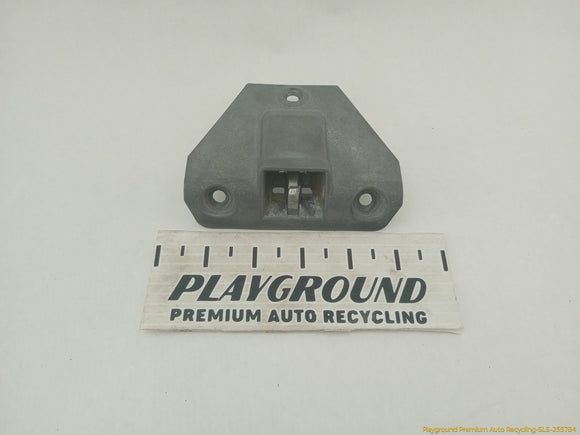 PLAYGROUND
PREMIUM AUTO RECYCLING
Playground Premium Auto Recycling-SLS-255784